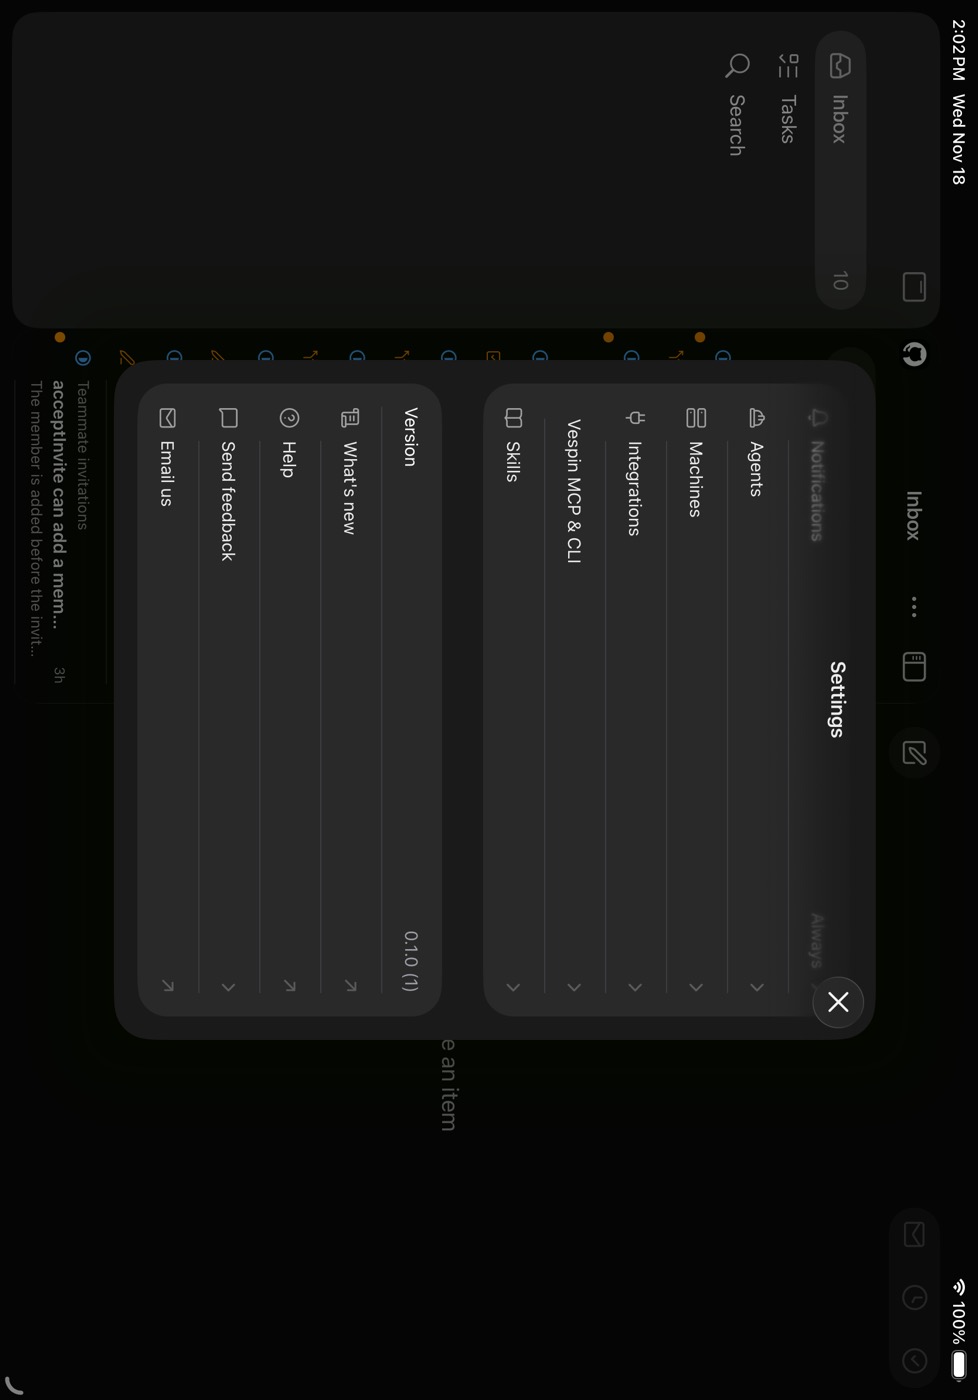 2:02 PM Wed Nov 18
100%
Inbox
Inbox 10
Tasks
Search
Settings
Notifications Always
Agents
Machines
Integrations
Vespin MCP & CLI
Skills
Version 0.1.0 (1)
What's new
Help
Send feedback
Email us
e an item
Teammate invitations
acceptInvite can add a mem... 3h
The member is added before the invit...